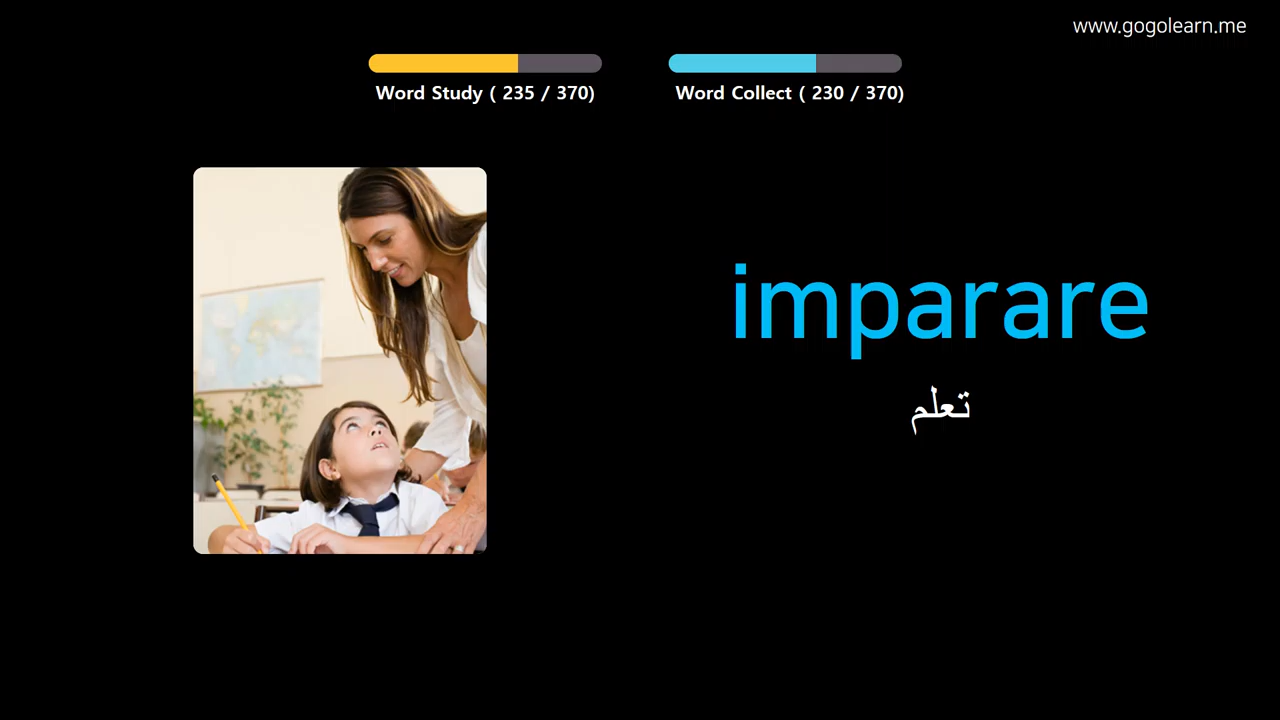 www.gogolearn.me
Word Study ( 235 / 370)
Word Collect ( 230 / 370)
imparare
تعلم